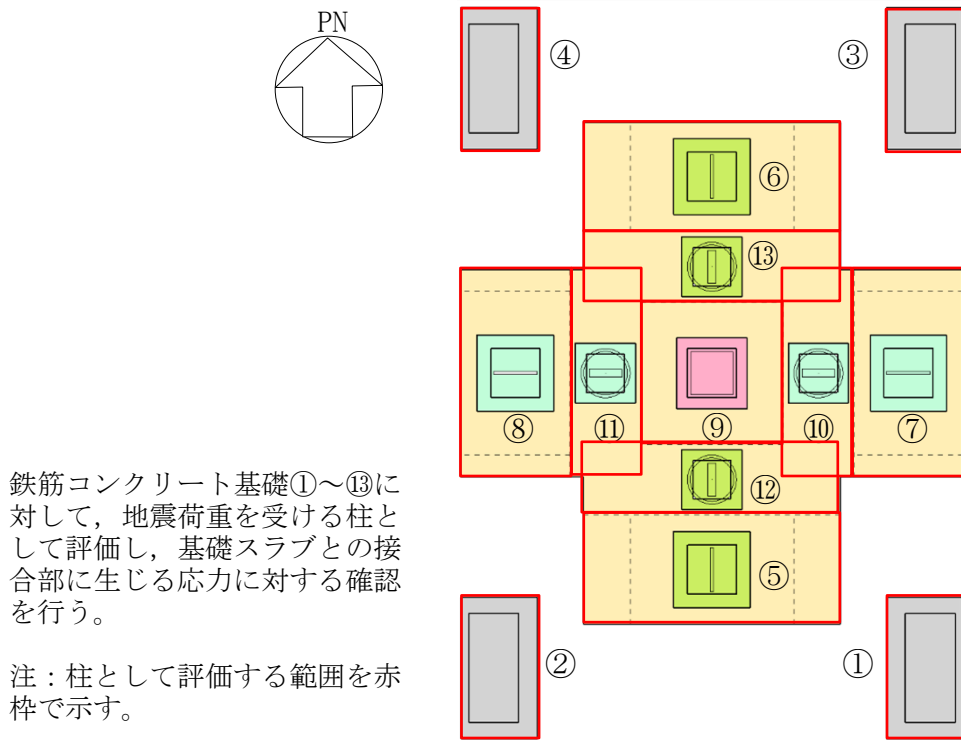 PN
④
③
⑥
⑬
⑧
⑪
⑨
⑩
⑦
⑫
⑤
②
①
鉄筋コンクリート基礎①～⑬に
対して，地震荷重を受ける柱と
して評価し，基礎スラブとの接
合部に生じる応力に対する確認
を行う。
注：柱として評価する範囲を赤
枠で示す。